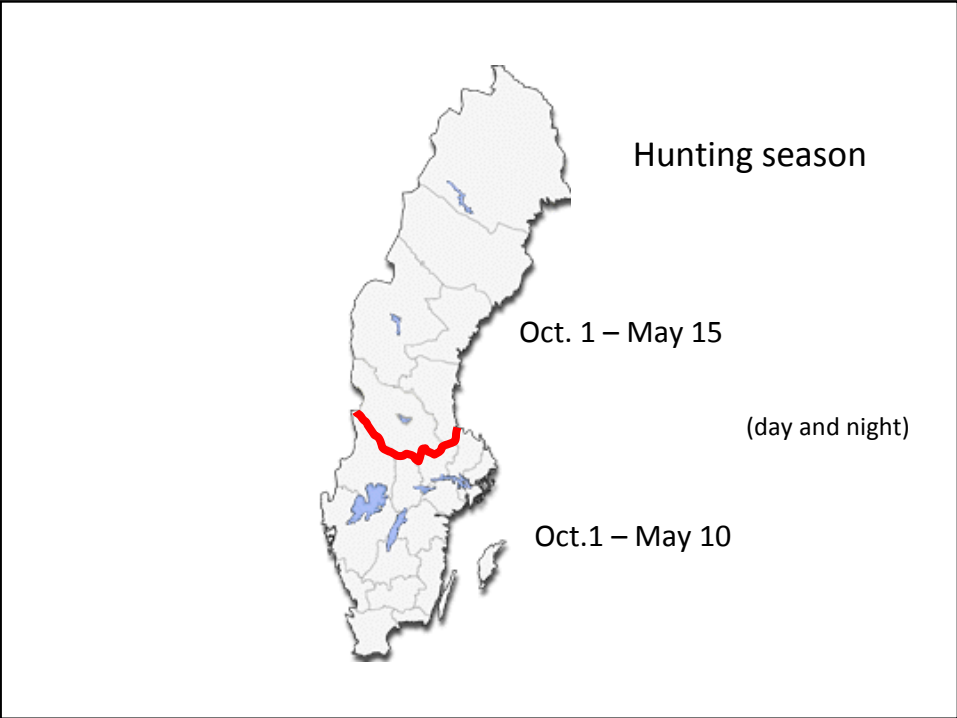 Hunting season
Oct. 1 – May 15
(day and night)
Oct.1 – May 10